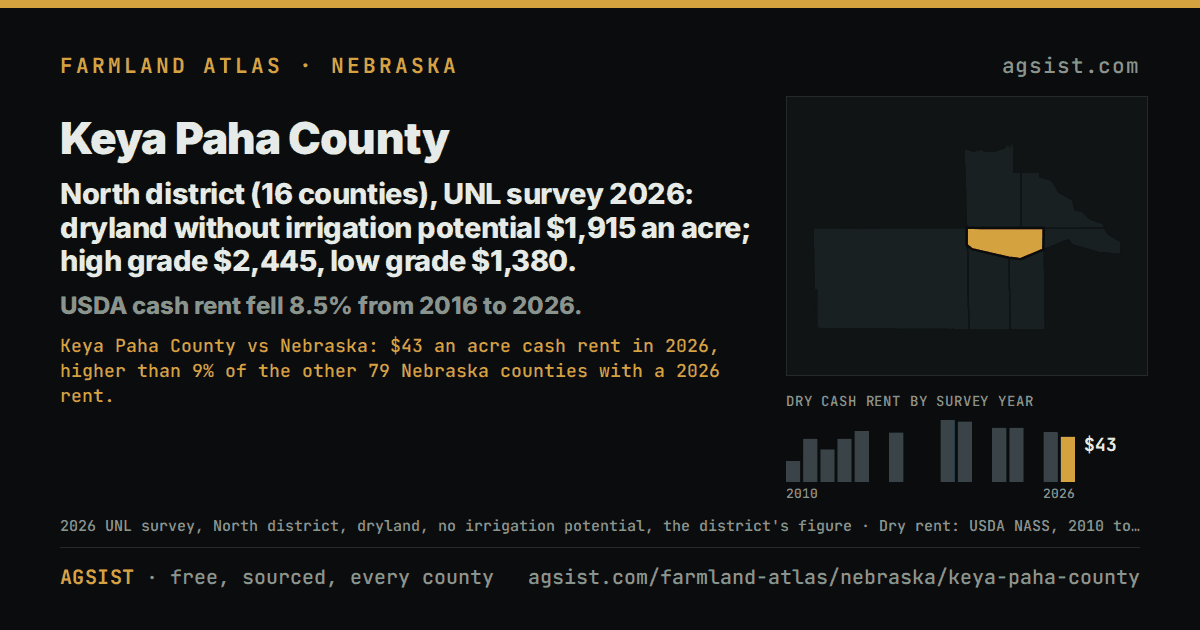 FARMLAND ATLAS · NEBRASKA
agsist.com
Keya Paha County
North district (16 counties), UNL survey 2026:
dryland without irrigation potential $1,915 an acre;
high grade $2,445, low grade $1,380.
USDA cash rent fell 8.5% from 2016 to 2026.
Keya Paha County vs Nebraska: $43 an acre cash rent in 2026,
higher than 9% of the other 79 Nebraska counties with a 2026
rent.
DRY CASH RENT BY SURVEY YEAR
$43
2010
2026
2026 UNL survey, North district, dryland, no irrigation potential, the district's figure · Dry rent: USDA NASS, 2010 to…
AGSIST · free, sourced, every county
agsist.com/farmland-atlas/nebraska/keya-paha-county